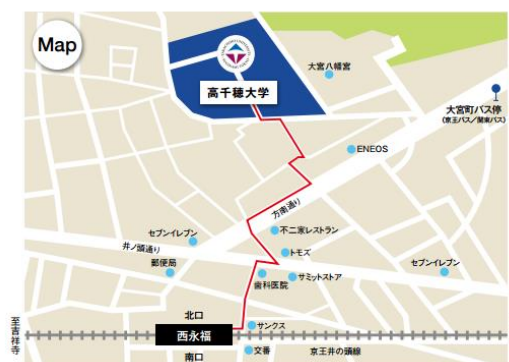 Map
高千穂大学
大宮八幡宮
大宮町バス停
(京王バス/関東バス)
ENEOS
方南通り
不二家レストラン
セブンイレブン
井ノ頭通り
トモズ
郵便局
歯科医院
サミットストア
セブンイレブン
北口
サンクス
至吉祥寺
西永福
南口
交番
京王井の頭線